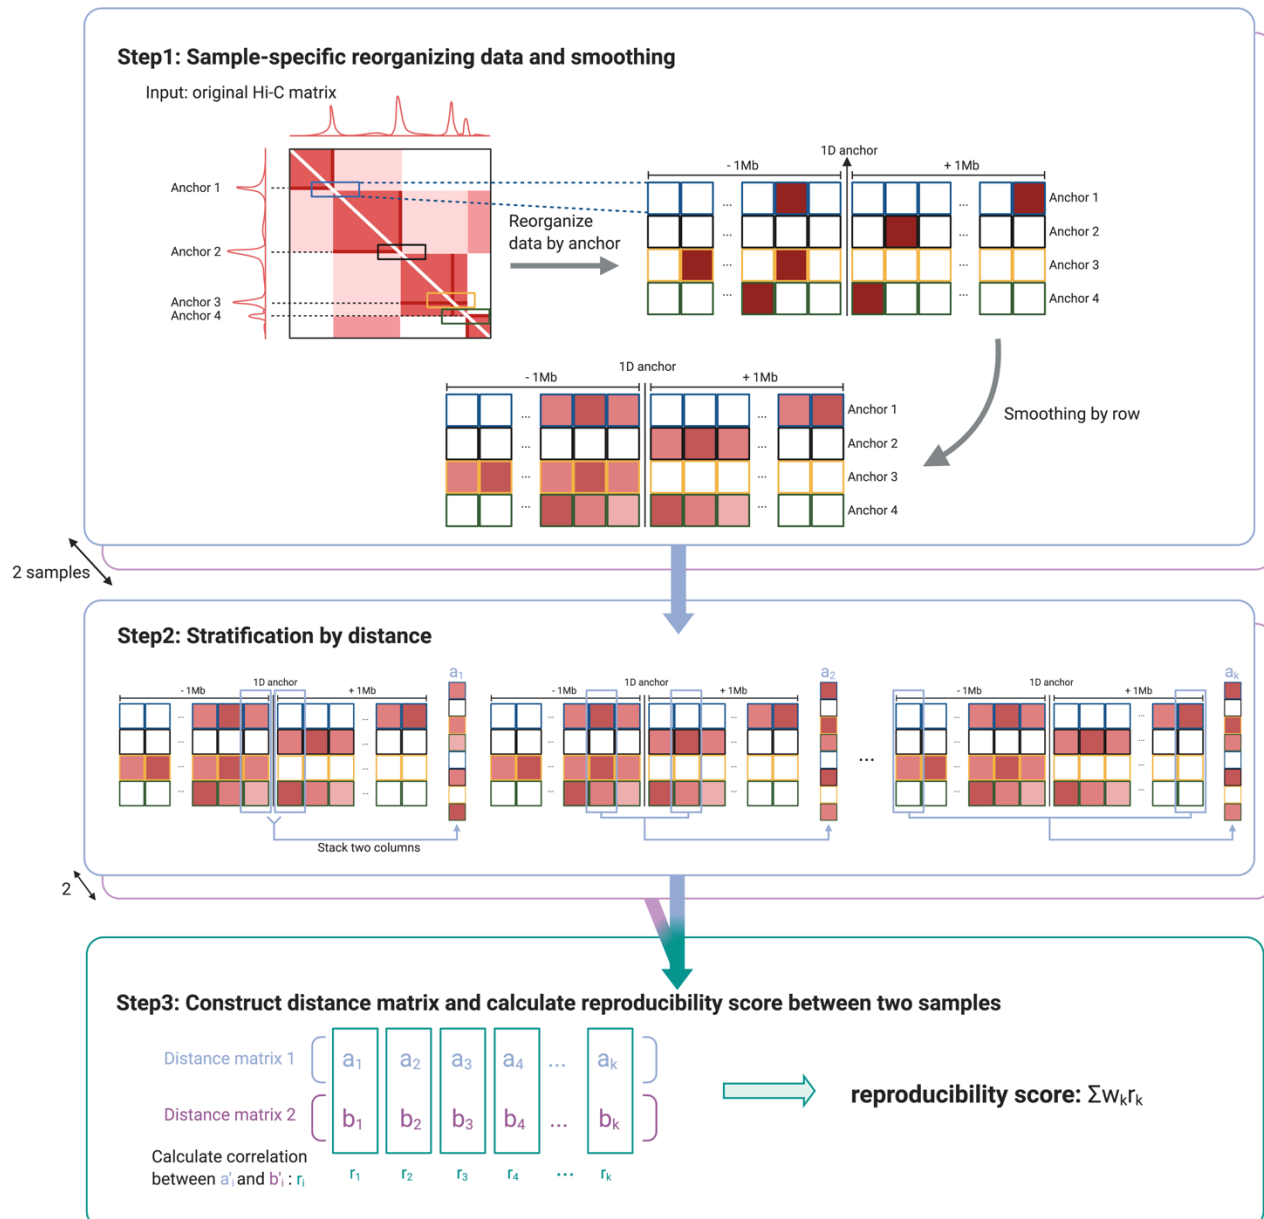 Step1: Sample-specific reorganizing data and smoothing
Input: original Hi-C matrix
Anchor 1
Anchor 2
Anchor 3
Anchor 4
Reorganize
data by anchor
1D anchor
- 1Mb
+ 1Mb
...
...
Anchor 1
...
...
Anchor 2
...
...
Anchor 3
...
...
Anchor 4
Smoothing by row
1D anchor
- 1Mb
+ 1Mb
...
...
Anchor 1
...
...
Anchor 2
...
...
Anchor 3
...
...
Anchor 4
2 samples
Step2: Stratification by distance
1D anchor
- 1Mb
+ 1Mb
a₁
...
...
...
...
...
...
...
...
Stack two columns
1D anchor
- 1Mb
+ 1Mb
a₂
...
...
...
...
...
...
...
...
...
1D anchor
- 1Mb
+ 1Mb
aₖ
...
...
...
...
...
...
...
...
2
Step3: Construct distance matrix and calculate reproducibility score between two samples
Distance matrix 1
a₁ a₂ a₃ a₄ ... aₖ
Distance matrix 2
b₁ b₂ b₃ b₄ ... bₖ
Calculate correlation
between a'ᵢ and b'ᵢ : rᵢ
r₁ r₂ r₃ r₄ ... rₖ
reproducibility score: Σwₖrₖ